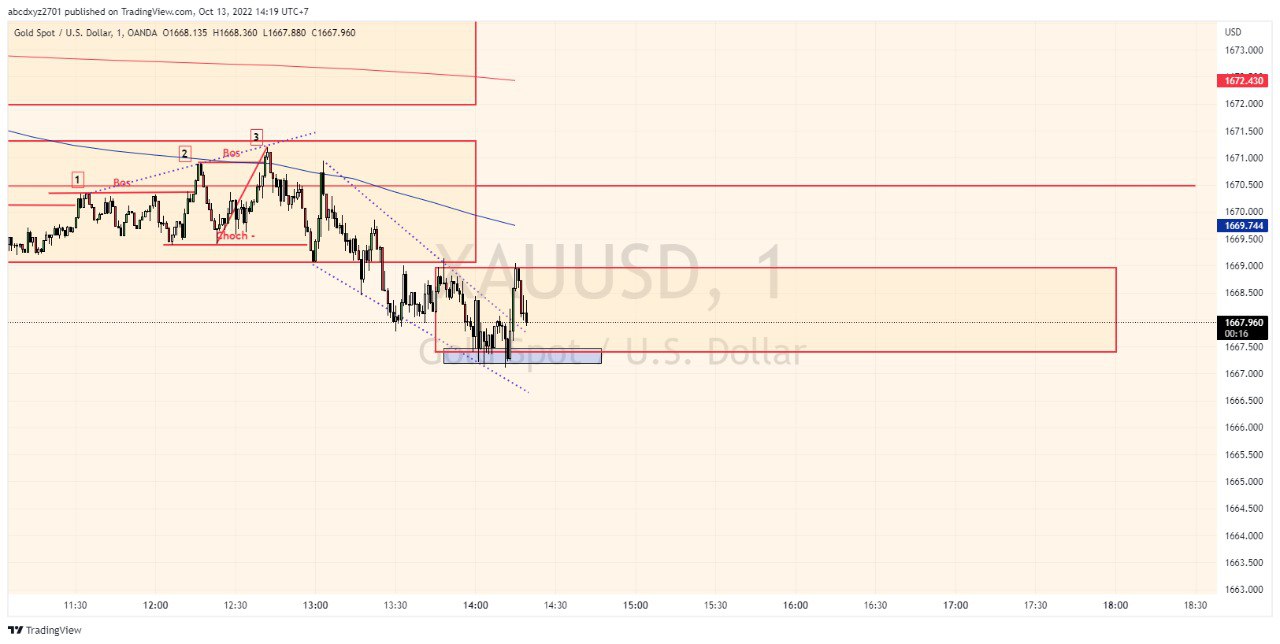 abcdxyz2701 published on TradingView.com, Oct 13, 2022 14:19 UTC+7
Gold Spot / U.S. Dollar, 1, OANDA O1668.135 H1668.360 L1667.880 C1667.960
USD
1673.000
1672.430
1672.000
1671.500
1671.000
1670.500
1670.000
1669.744
1669.500
1669.000
1668.500
1667.960
00:16
1667.500
1667.000
1666.500
1666.000
1665.500
1665.000
1664.500
1664.000
1663.500
1663.000
1
Bos
2
Bos
3
Choch -
XAUUSD, 1
Gold Spot / U.S. Dollar
11:30 12:00 12:30 13:00 13:30 14:00 14:30 15:00 15:30 16:00 16:30 17:00 17:30 18:00 18:30
TradingView